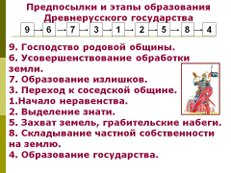 Предпосылки и этапы образования
Древнерусского государства
9 6 7 3 1 2 5 8 4
9. Господство родовой общины.
6. Усовершенствование обработки
земли.
7. Образование излишков.
3. Переход к соседской общине.
1.Начало неравенства.
2. Выделение знати.
5. Захват земель, грабительские набеги.
8. Складывание частной собственности
на землю.
4. Образование государства.